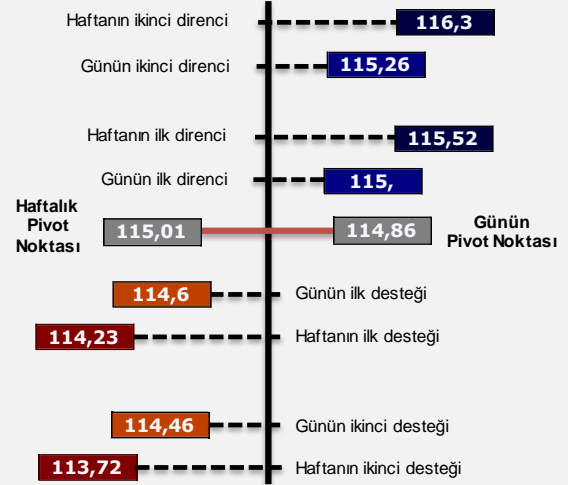 Haftanın ikinci direnci 116,3
Günün ikinci direnci 115,26
Haftanın ilk direnci 115,52
Günün ilk direnci 115,
Haftalık
Pivot
Noktası
115,01 114,86
Günün
Pivot Noktası
114,6 Günün ilk desteği
114,23 Haftanın ilk desteği
114,46 Günün ikinci desteği
113,72 Haftanın ikinci desteği